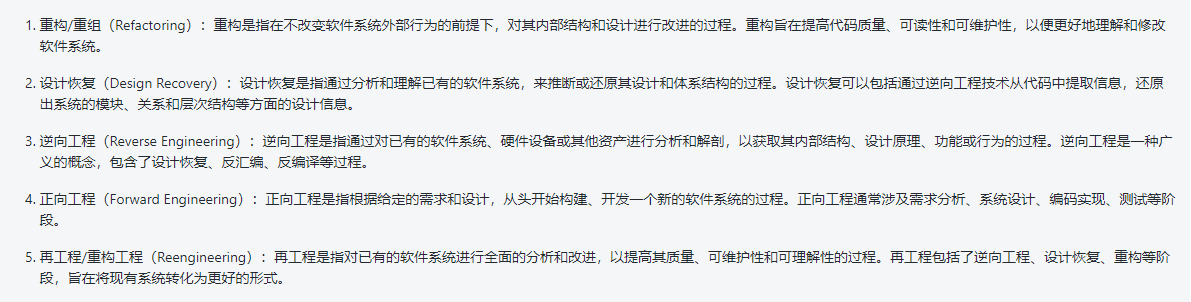 1. 重构/重组（Refactoring）：重构是指在不改变软件系统外部行为的前提下，对其内部结构和设计进行改进的过程。重构旨在提高代码质量、可读性和可维护性，以便更好地理解和修改
软件系统。
2. 设计恢复（Design Recovery）：设计恢复是指通过分析和理解已有的软件系统，来推断或还原其设计和体系结构的过程。设计恢复可以包括通过逆向工程技术从代码中提取信息，还原
出系统的模块、关系和层次结构等方面的设计信息。
3. 逆向工程（Reverse Engineering）：逆向工程是指通过对已有的软件系统、硬件设备或其他资产进行分析和解剖，以获取其内部结构、设计原理、功能或行为的过程。逆向工程是一种广
义的概念，包含了设计恢复、反汇编、反编译等过程。
4. 正向工程（Forward Engineering）：正向工程是指根据给定的需求和设计，从头开始构建、开发一个新的软件系统的过程。正向工程通常涉及需求分析、系统设计、编码实现、测试等阶
段。
5. 再工程/重构工程（Reengineering）：再工程是指对已有的软件系统进行全面的分析和改进，以提高其质量、可维护性和可理解性的过程。再工程包括了逆向工程、设计恢复、重构等阶
段，旨在将现有系统转化为更好的形式。